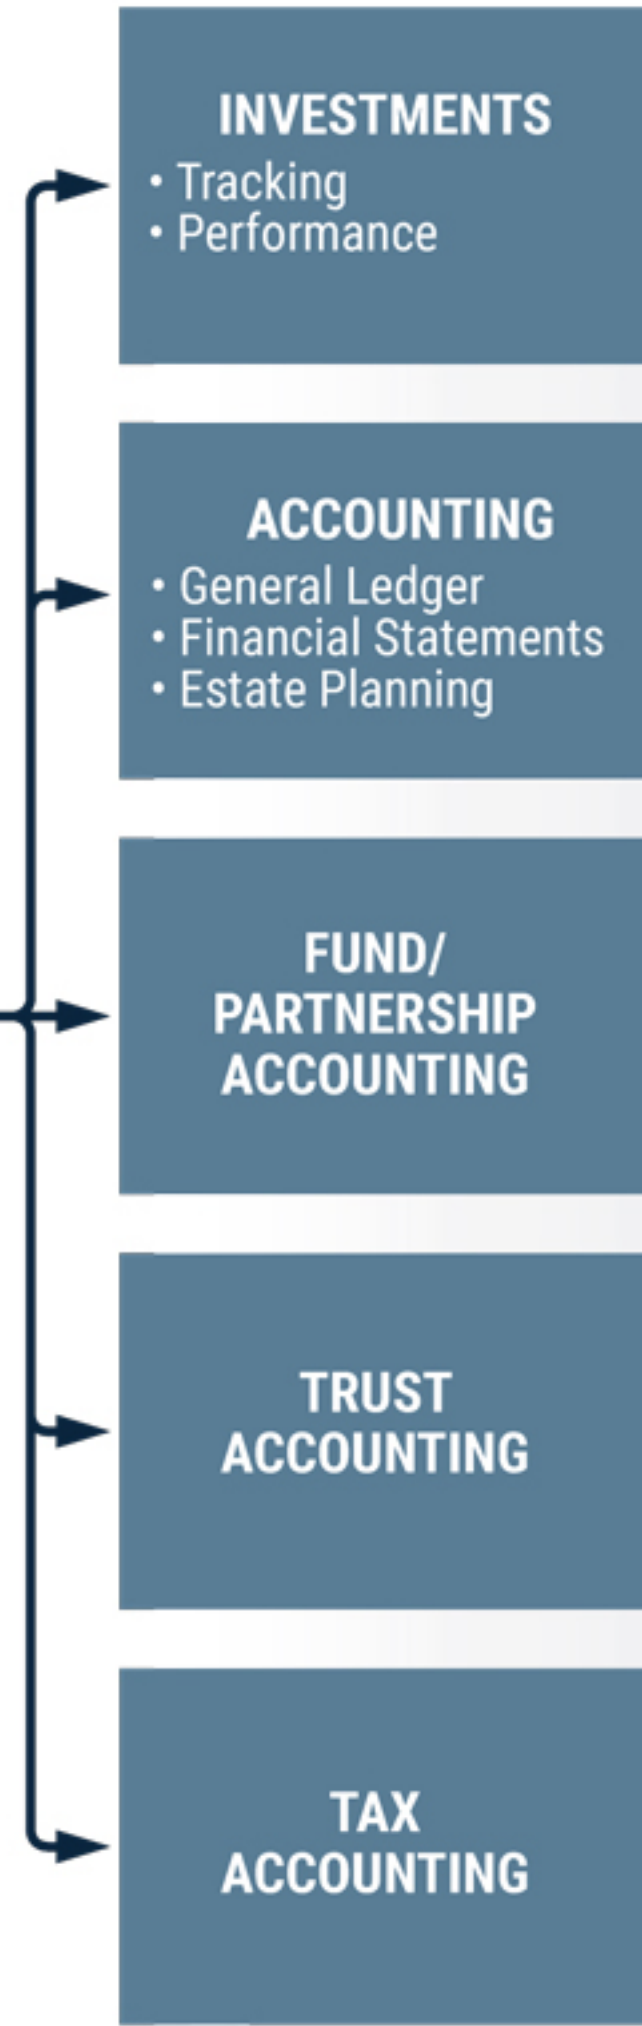 INVESTMENTS
• Tracking
• Performance
ACCOUNTING
• General Ledger
• Financial Statements
• Estate Planning
FUND/
PARTNERSHIP
ACCOUNTING
TRUST
ACCOUNTING
TAX
ACCOUNTING